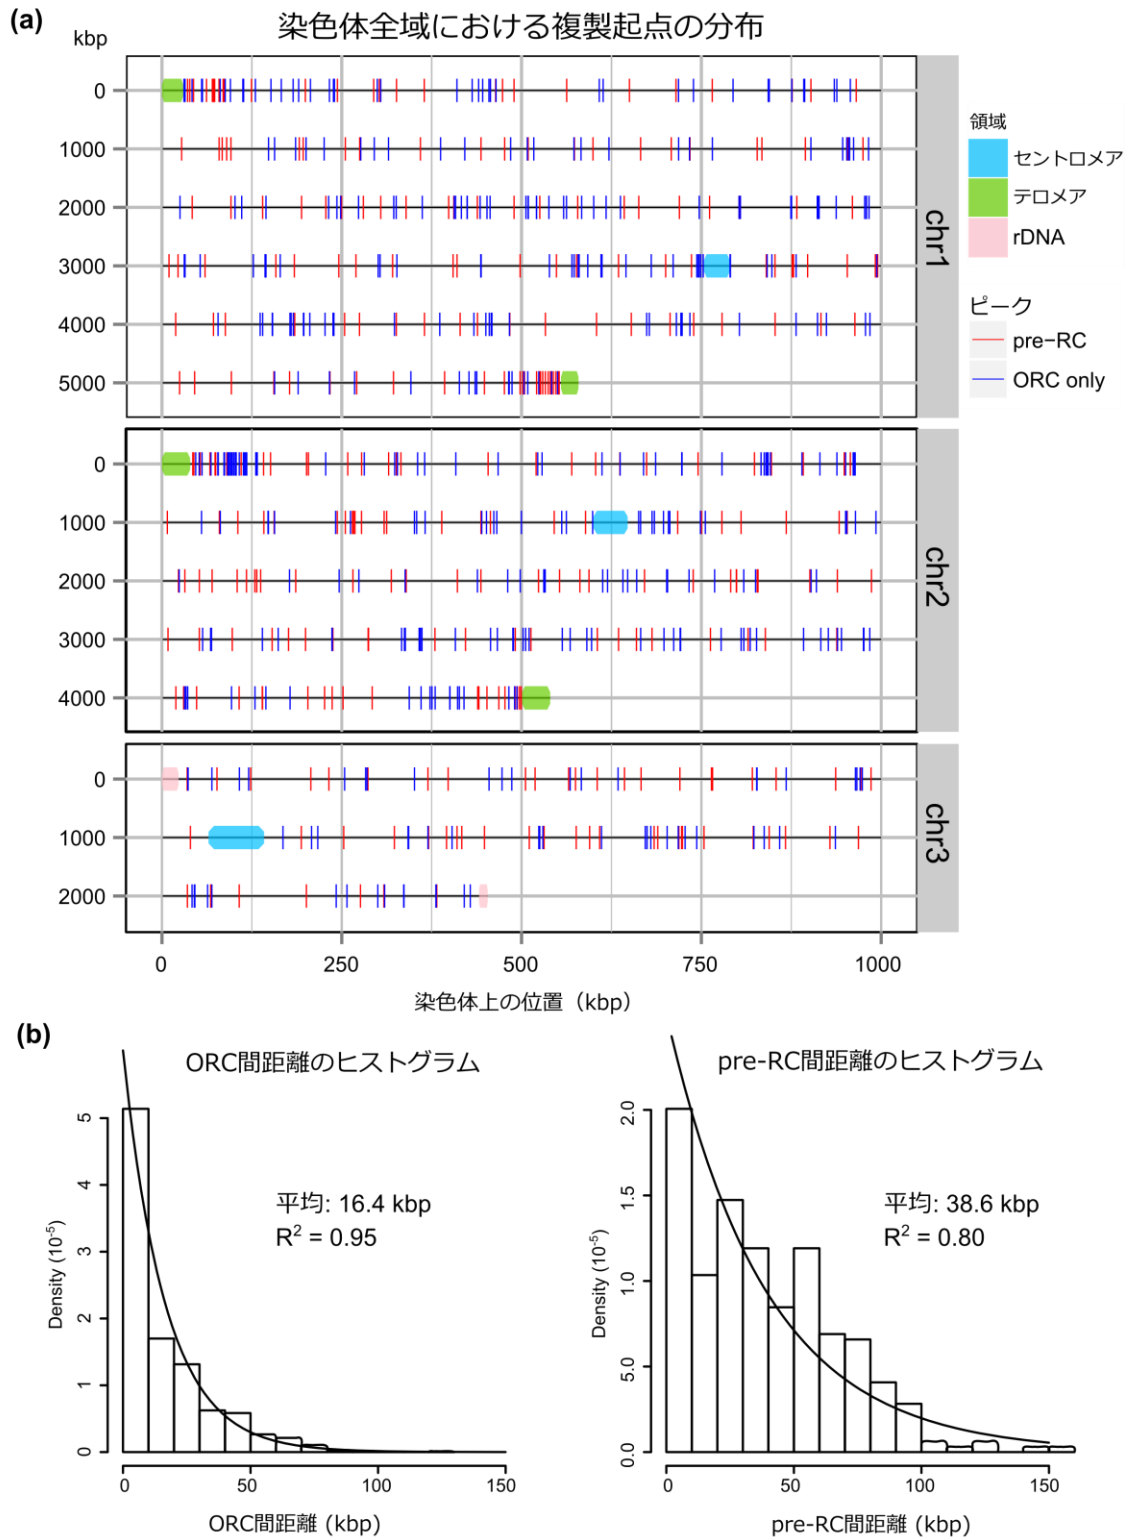 (a)
染色体全域における複製起点の分布
kbp
0
1000
2000
3000
4000
5000
chr1
0
1000
2000
3000
4000
chr2
0
1000
2000
chr3
0 250 500 750 1000
染色体上の位置（kbp）
領域
セントロメア
テロメア
rDNA
ピーク
pre−RC
ORC only
(b)
ORC間距離のヒストグラム
平均: 16.4 kbp
R² = 0.95
Density (10⁻⁵)
5
4
3
2
1
0
0 50 100 150
ORC間距離 (kbp)
pre-RC間距離のヒストグラム
平均: 38.6 kbp
R² = 0.80
Density (10⁻⁵)
2.0
1.5
1.0
5.0
0.0
0 50 100 150
pre-RC間距離 (kbp)